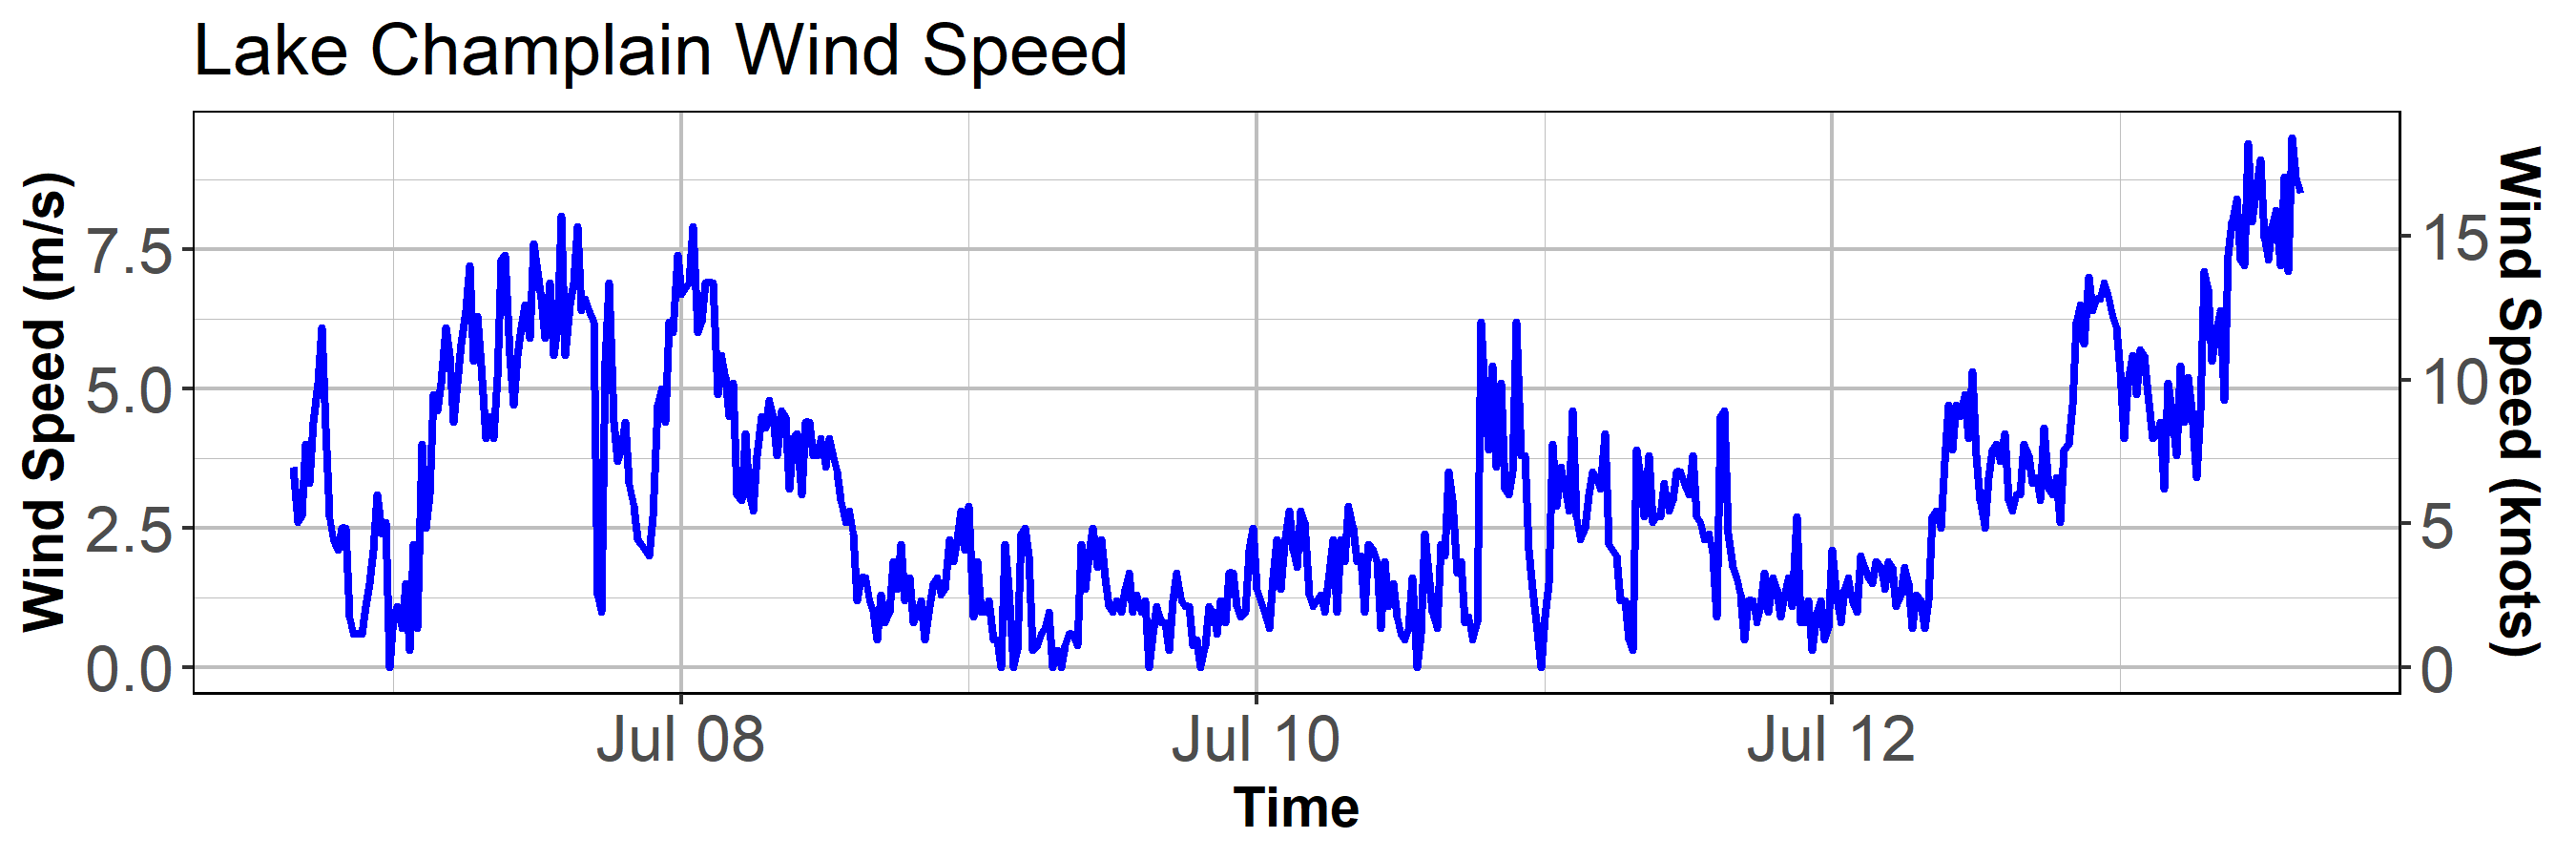 Lake Champlain Wind Speed
Wind Speed (m/s)
7.5
5.0
2.5
0.0
15
10
5
0
Wind Speed (knots)
Jul 08
Jul 10
Jul 12
Time